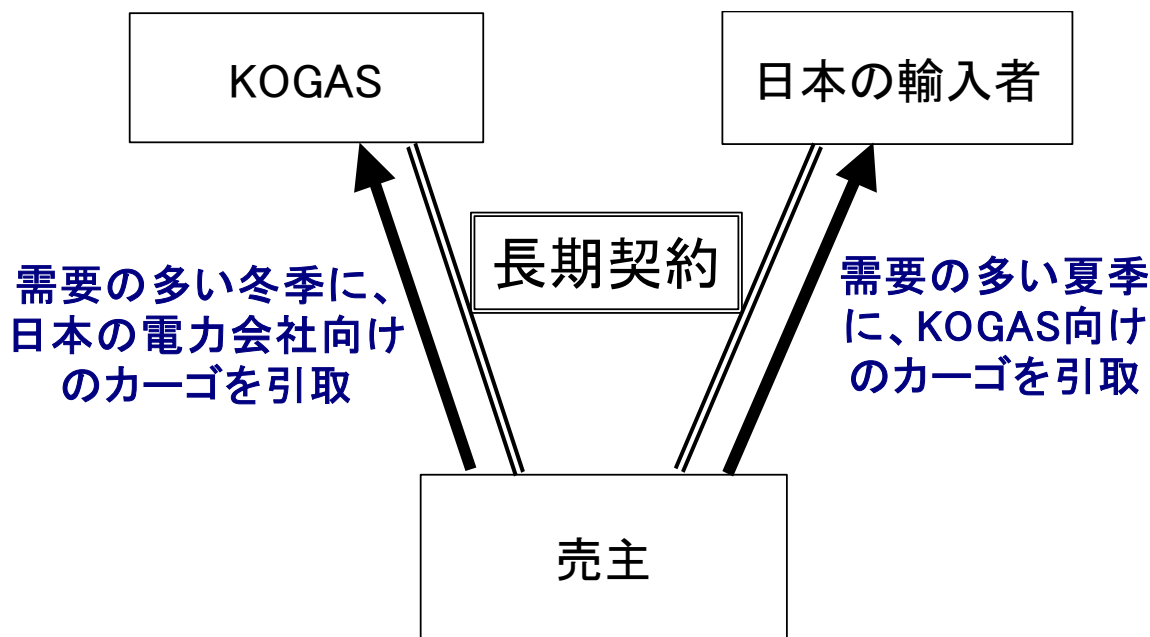 KOGAS
日本の輸入者
長期契約
需要の多い冬季に、
日本の電力会社向け
のカーゴを引取
需要の多い夏季
に、KOGAS向け
のカーゴを引取
売主